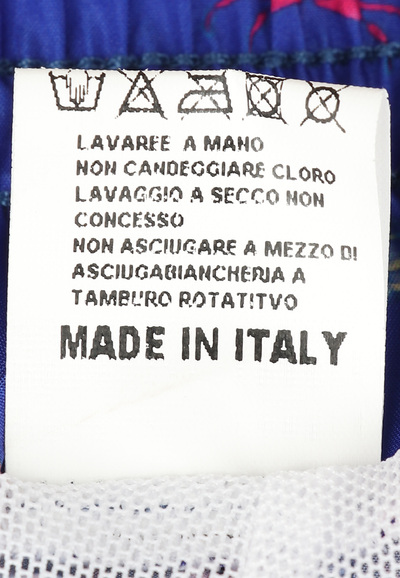 LAVAREE A MANO
NON CANDEGGIARE CLORO
LAVAGGIO A SECCO NON
CONCESSO
NON ASCIUGARE A MEZZO DI
ASCIUGABIANCHERIA A
TAMBURO ROTATITVO
MADE IN ITALY